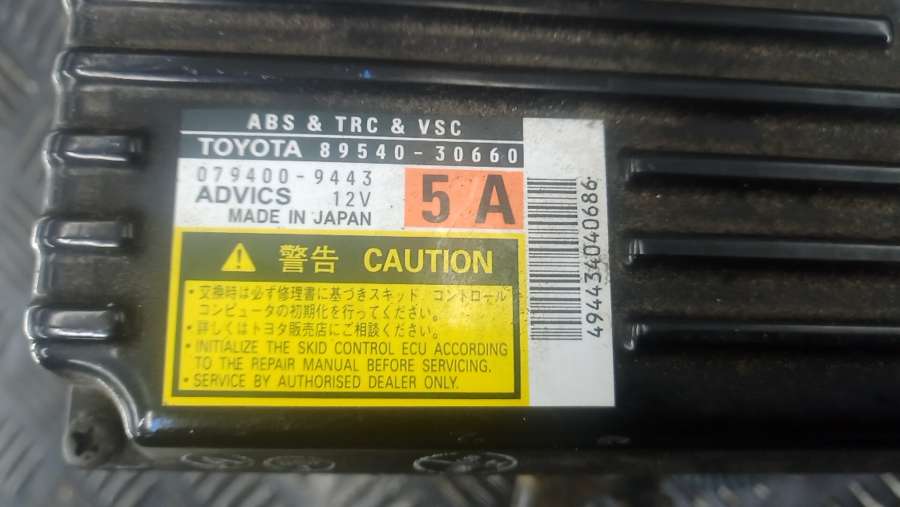 ABS & TRC & VSC
TOYOTA 89540-30660
079400-9443
ADVICS 12V
MADE IN JAPAN
5A
警告 CAUTION
・交換時は必ず修理書に基づきスキッド コントロール
コンピュータの初期化を行ってください。
・詳しくはトヨタ販売店にご相談ください。
・INITIALIZE THE SKID CONTROL ECU ACCORDING
TO THE REPAIR MANUAL BEFORE SERVICING.
・SERVICE BY AUTHORISED DEALER ONLY.
494434040686